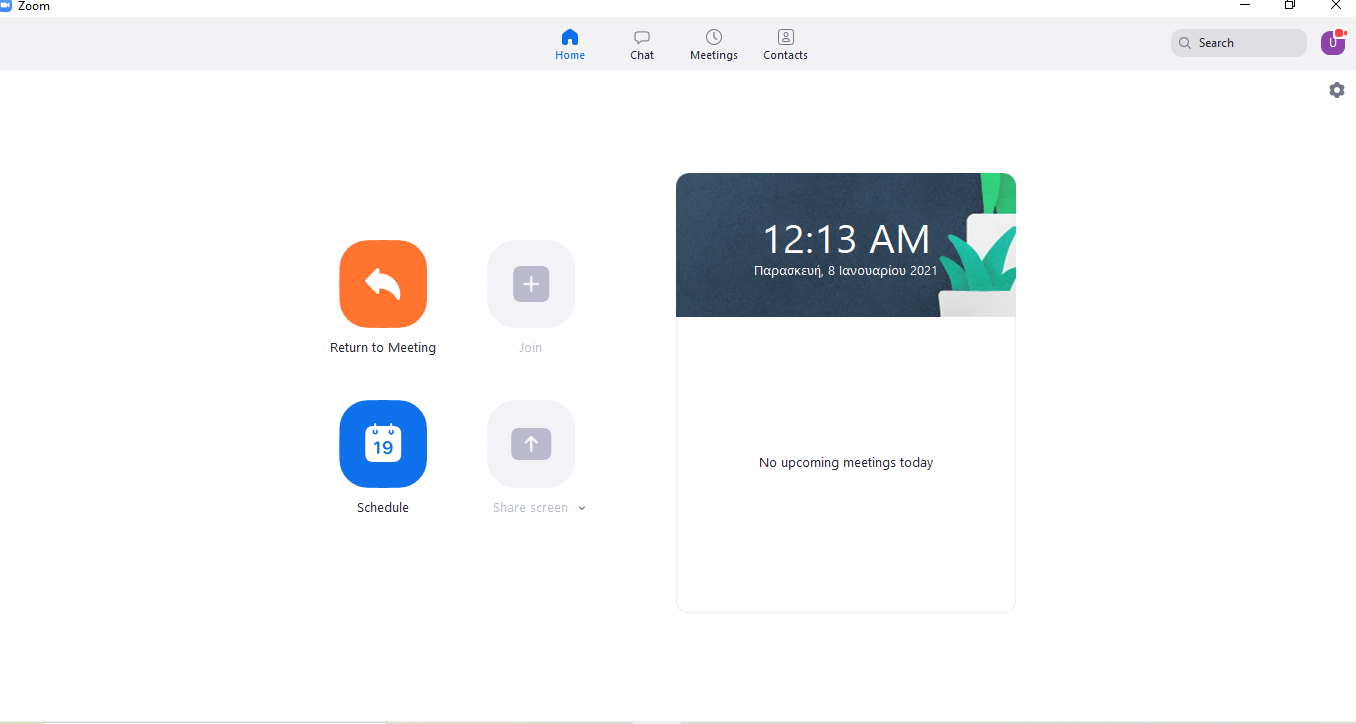 Zoom
Home
Chat
Meetings
Contacts
Search
U
12:13 AM
Παρασκευή, 8 Ιανουαρίου 2021
Return to Meeting
Join
19
Schedule
Share screen
No upcoming meetings today